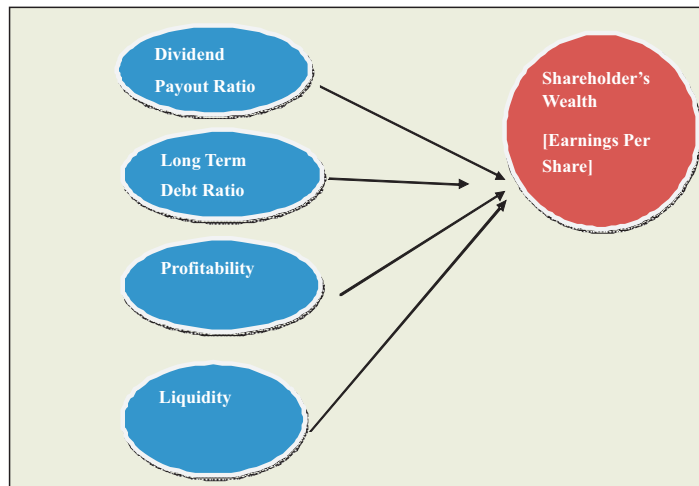 Dividend
Payout Ratio
Long Term
Debt Ratio
Profitability
Liquidity
Shareholder’s
Wealth
[Earnings Per
Share]